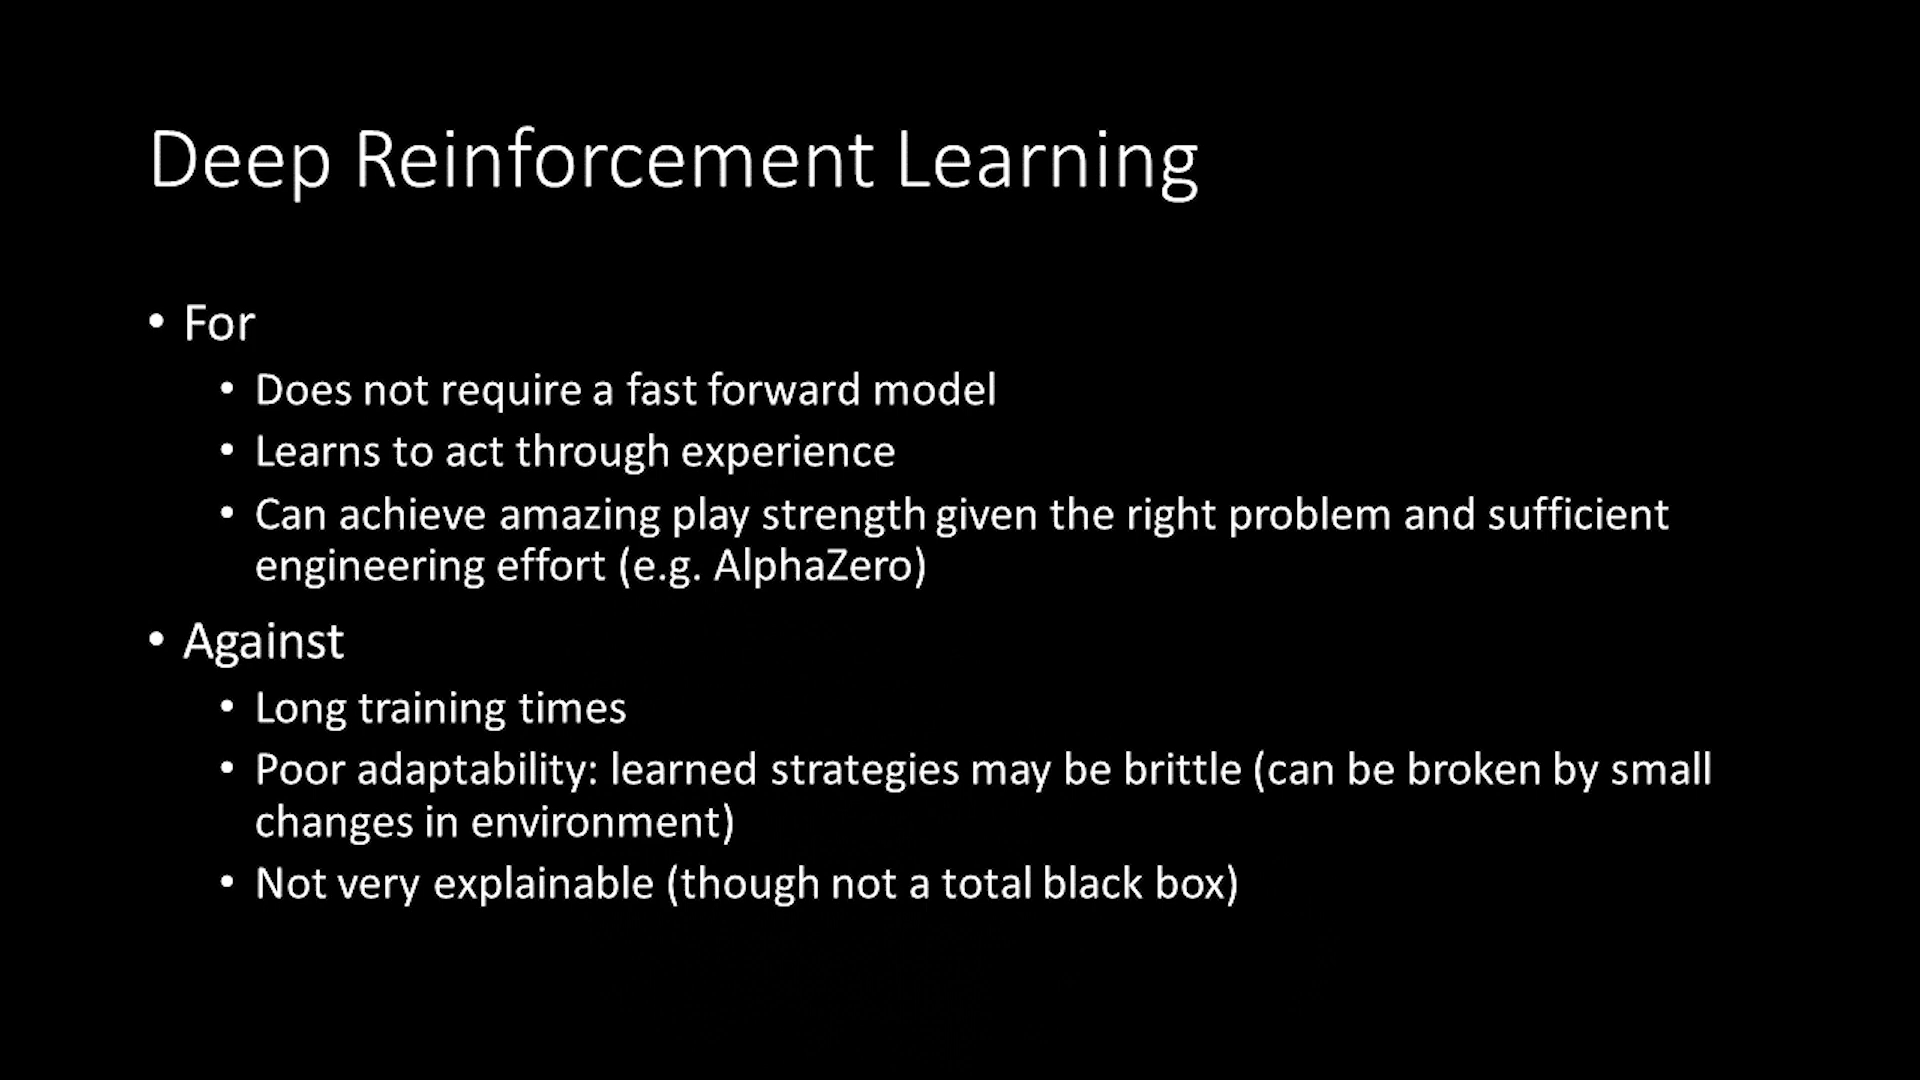 Deep Reinforcement Learning
• For
• Does not require a fast forward model
• Learns to act through experience
• Can achieve amazing play strength given the right problem and sufficient
engineering effort (e.g. AlphaZero)
• Against
• Long training times
• Poor adaptability: learned strategies may be brittle (can be broken by small
changes in environment)
• Not very explainable (though not a total black box)